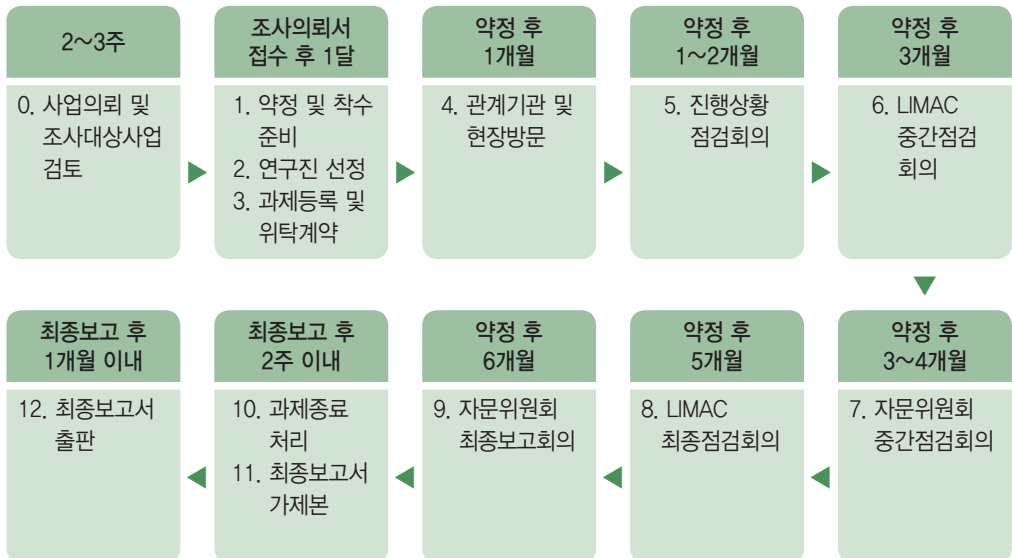 2~3주
0. 사업의뢰 및
조사대상사업
검토
조사의뢰서
접수 후 1달
1. 약정 및 착수
준비
2. 연구진 선정
3. 과제등록 및
위탁계약
약정 후
1개월
4. 관계기관 및
현장방문
약정 후
1~2개월
5. 진행상황
점검회의
약정 후
3개월
6. LIMAC
중간점검
회의
약정 후
3~4개월
7. 자문위원회
중간점검회의
약정 후
5개월
8. LIMAC
최종점검회의
약정 후
6개월
9. 자문위원회
최종보고회의
최종보고 후
2주 이내
10. 과제종료
처리
11. 최종보고서
가제본
최종보고 후
1개월 이내
12. 최종보고서
출판